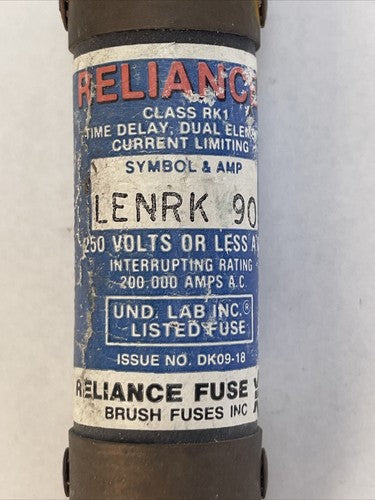 RELIANCE
CLASS RK1
TIME DELAY, DUAL ELEM
CURRENT LIMITING
SYMBOL & AMP
LENRK 90
250 VOLTS OR LESS A
INTERRUPTING RATING
200 000 AMPS A.C.
UND. LAB INC.®
LISTED FUSE
ISSUE NO. DK09-18
RELIANCE FUSE
BRUSH FUSES INC